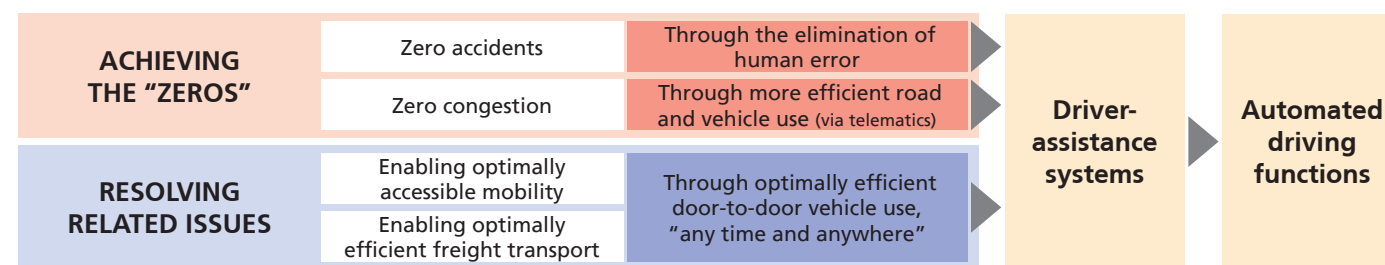 ACHIEVING
THE “ZEROS”
Zero accidents
Through the elimination of
human error
Zero congestion
Through more efficient road
and vehicle use (via telematics)
RESOLVING
RELATED ISSUES
Enabling optimally
accessible mobility
Enabling optimally
efficient freight transport
Through optimally efficient
door-to-door vehicle use,
“any time and anywhere”
Driver-
assistance
systems
Automated
driving
functions